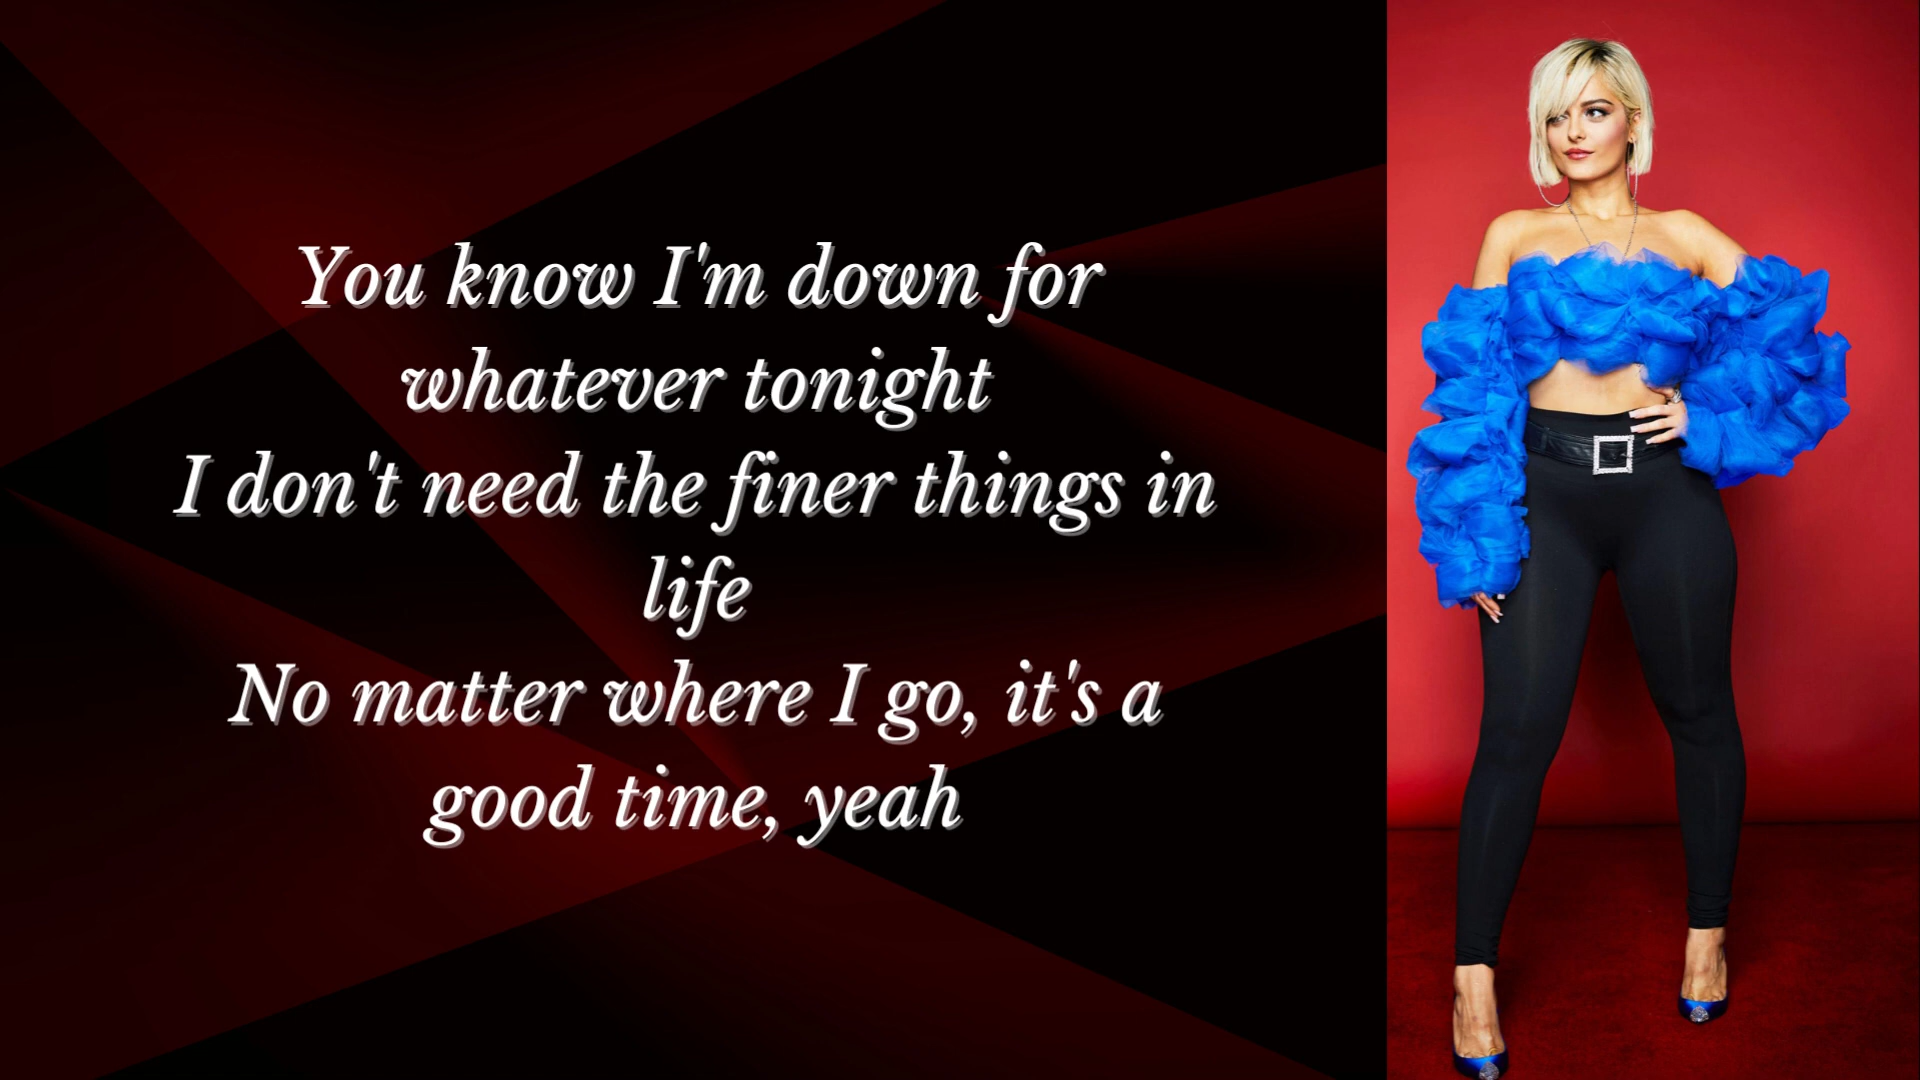 You know I'm down for
whatever tonight
I don't need the finer things in
life
No matter where I go, it's a
good time, yeah